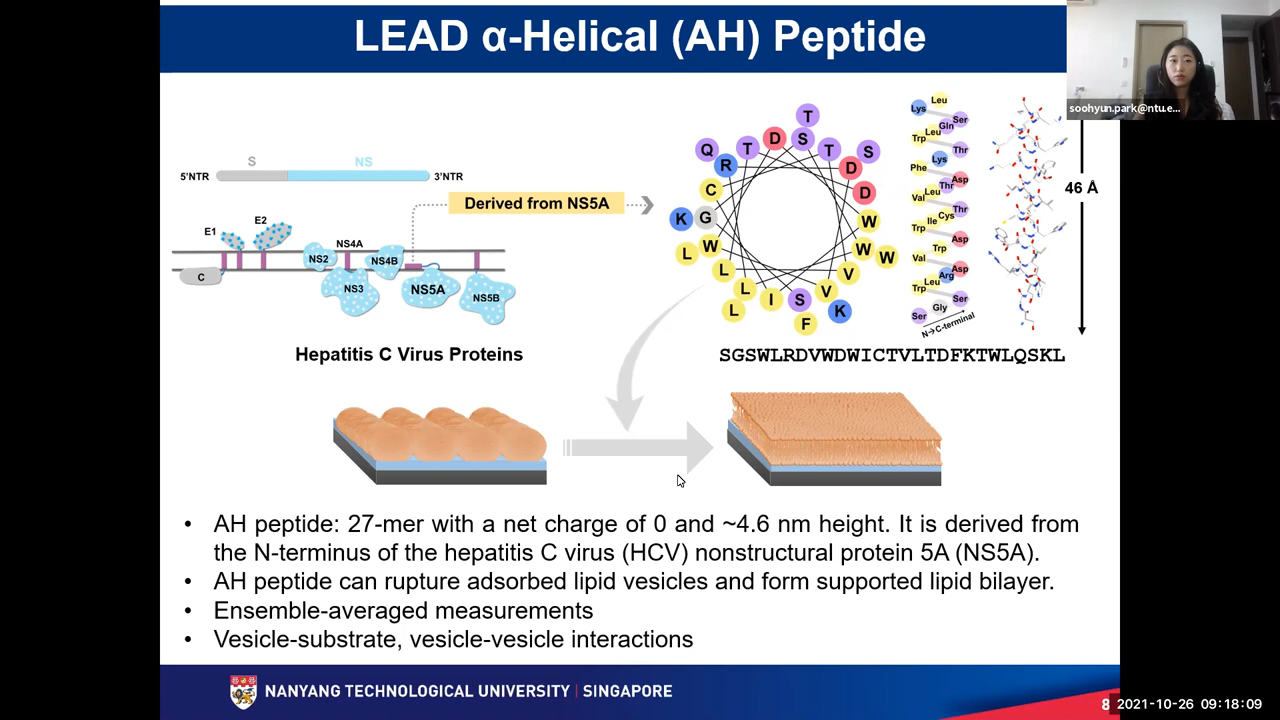 LEAD α-Helical (AH) Peptide
soohyun.park@ntu.e...
S
NS
5'NTR
3'NTR
Derived from NS5A
E1
E2
NS4A
NS2
NS4B
C
NS3
NS5A
NS5B
Hepatitis C Virus Proteins
T
D
S
Q
T
T
S
R
D
C
D
K
G
W
L
W
W
W
L
V
L
I
S
V
K
L
F
Leu
Lys
Ser
Gln
Leu
Trp
Thr
Lys
Phe
Asp
Thr
Leu
Val
Thr
Cys
Ile
Trp
Asp
Trp
Val
Asp
Arg
Leu
Trp
Ser
Gly
Ser
N→C-terminal
46 Å
SGSWLRDVWDWICTVLTDFKTWLQSKL
• AH peptide: 27-mer with a net charge of 0 and ~4.6 nm height. It is derived from
the N-terminus of the hepatitis C virus (HCV) nonstructural protein 5A (NS5A).
• AH peptide can rupture adsorbed lipid vesicles and form supported lipid bilayer.
• Ensemble-averaged measurements
• Vesicle-substrate, vesicle-vesicle interactions
NANYANG TECHNOLOGICAL UNIVERSITY | SINGAPORE
8
2021-10-26 09:18:09